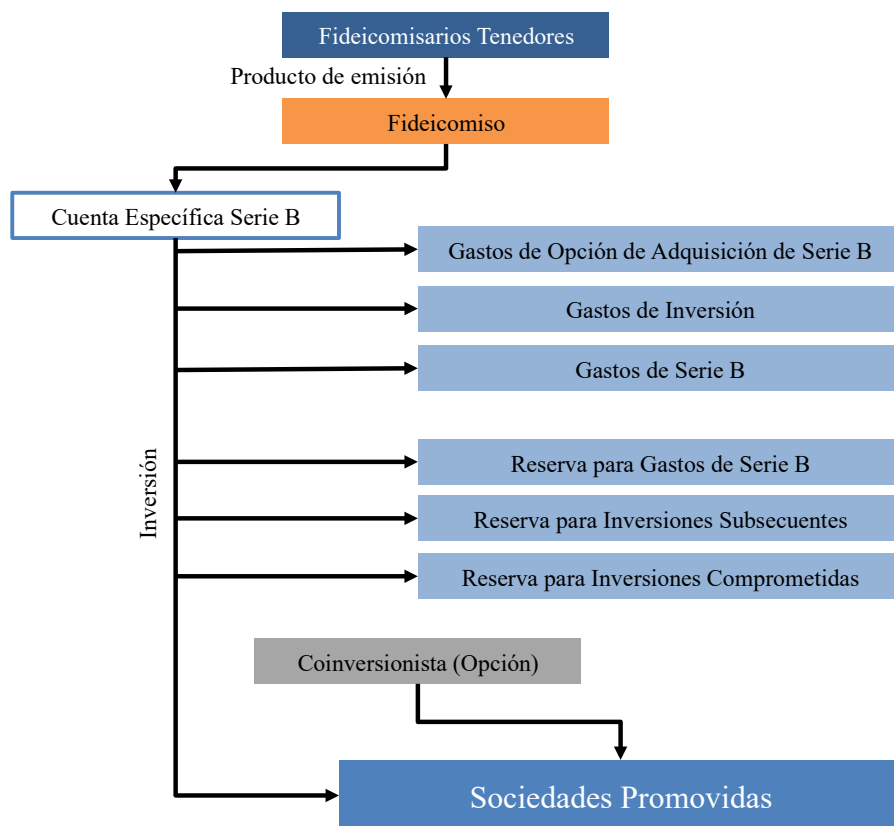 Fideicomisarios Tenedores
Producto de emisión
Fideicomiso
Cuenta Específica Serie B
Gastos de Opción de Adquisición de Serie B
Gastos de Inversión
Gastos de Serie B
Inversión
Reserva para Gastos de Serie B
Reserva para Inversiones Subsecuentes
Reserva para Inversiones Comprometidas
Coinversionista (Opción)
Sociedades Promovidas